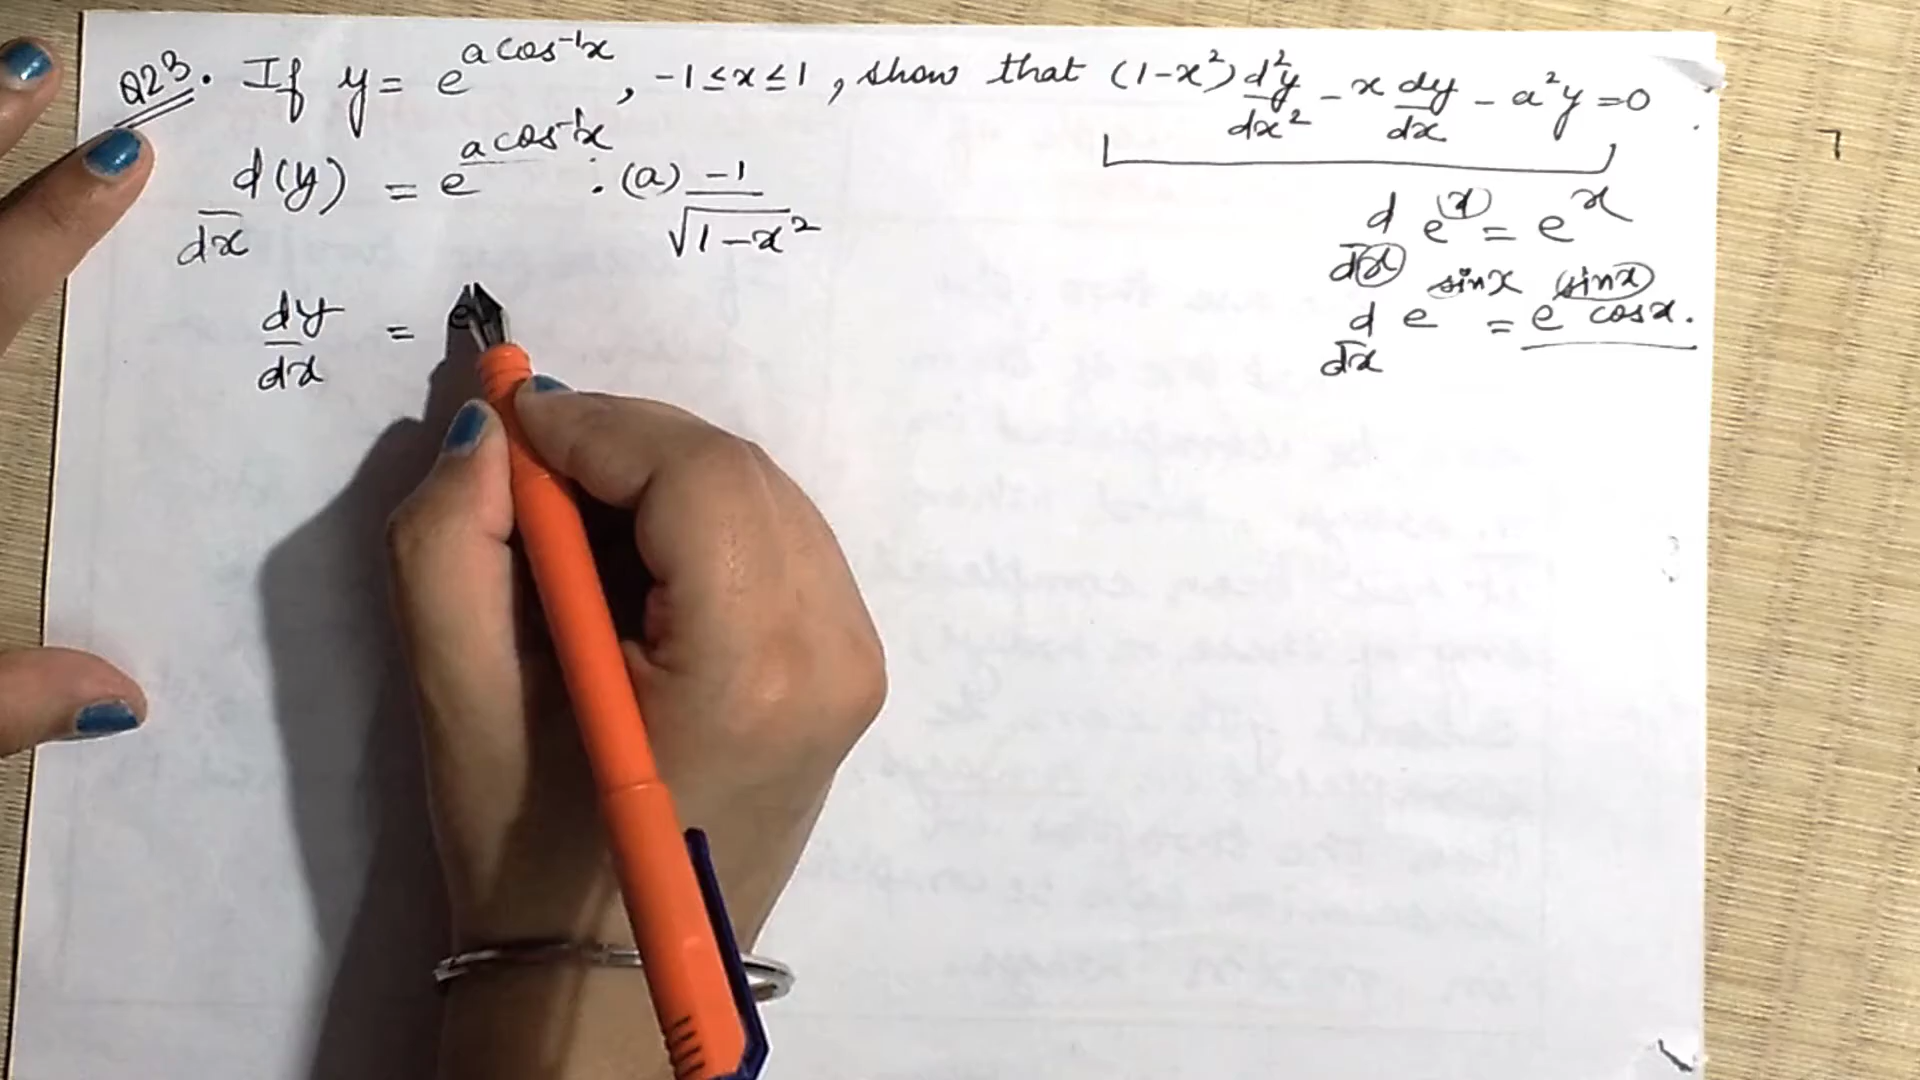 Q23. If y = e^(a cos⁻¹x), -1≤x≤1, show that (1-x²) d²y/dx² - x dy/dx - a²y = 0
d(y)/dx = e^(a cos⁻¹x) . (a) -1/√(1-x²)
d/dx e^x = e^x
d/dx e^(sinx) = e^(sinx) cosx.
dy/dx = e